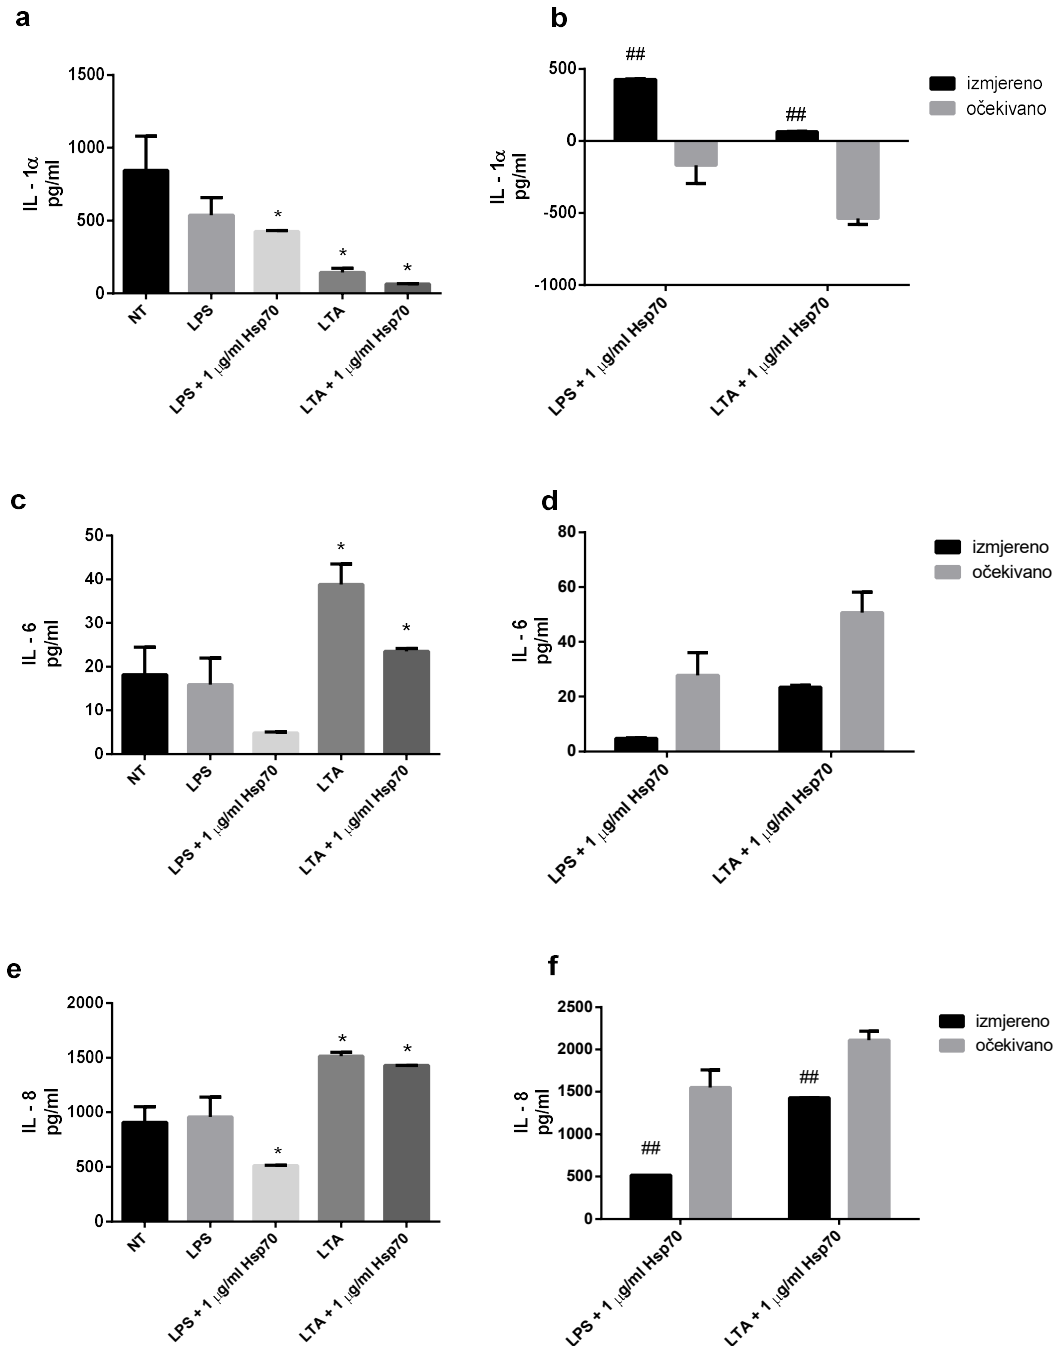 a
1500
1000
500
0
IL - 1α
pg/ml
*
*
*
NT
LPS
LPS + 1 μg/ml Hsp70
LTA
LTA + 1 μg/ml Hsp70
b
500
0
-500
-1000
IL - 1α
pg/ml
##
##
izmjereno
očekivano
LPS + 1 μg/ml Hsp70
LTA + 1 μg/ml Hsp70
c
50
40
30
20
10
0
IL - 6
pg/ml
*
*
NT
LPS
LPS + 1 μg/ml Hsp70
LTA
LTA + 1 μg/ml Hsp70
d
80
60
40
20
0
IL - 6
pg/ml
izmjereno
očekivano
LPS + 1 μg/ml Hsp70
LTA + 1 μg/ml Hsp70
e
2000
1500
1000
500
0
IL - 8
pg/ml
*
*
*
NT
LPS
LPS + 1 μg/ml Hsp70
LTA
LTA + 1 μg/ml Hsp70
f
2500
2000
1500
1000
500
0
IL - 8
pg/ml
##
##
izmjereno
očekivano
LPS + 1 μg/ml Hsp70
LTA + 1 μg/ml Hsp70